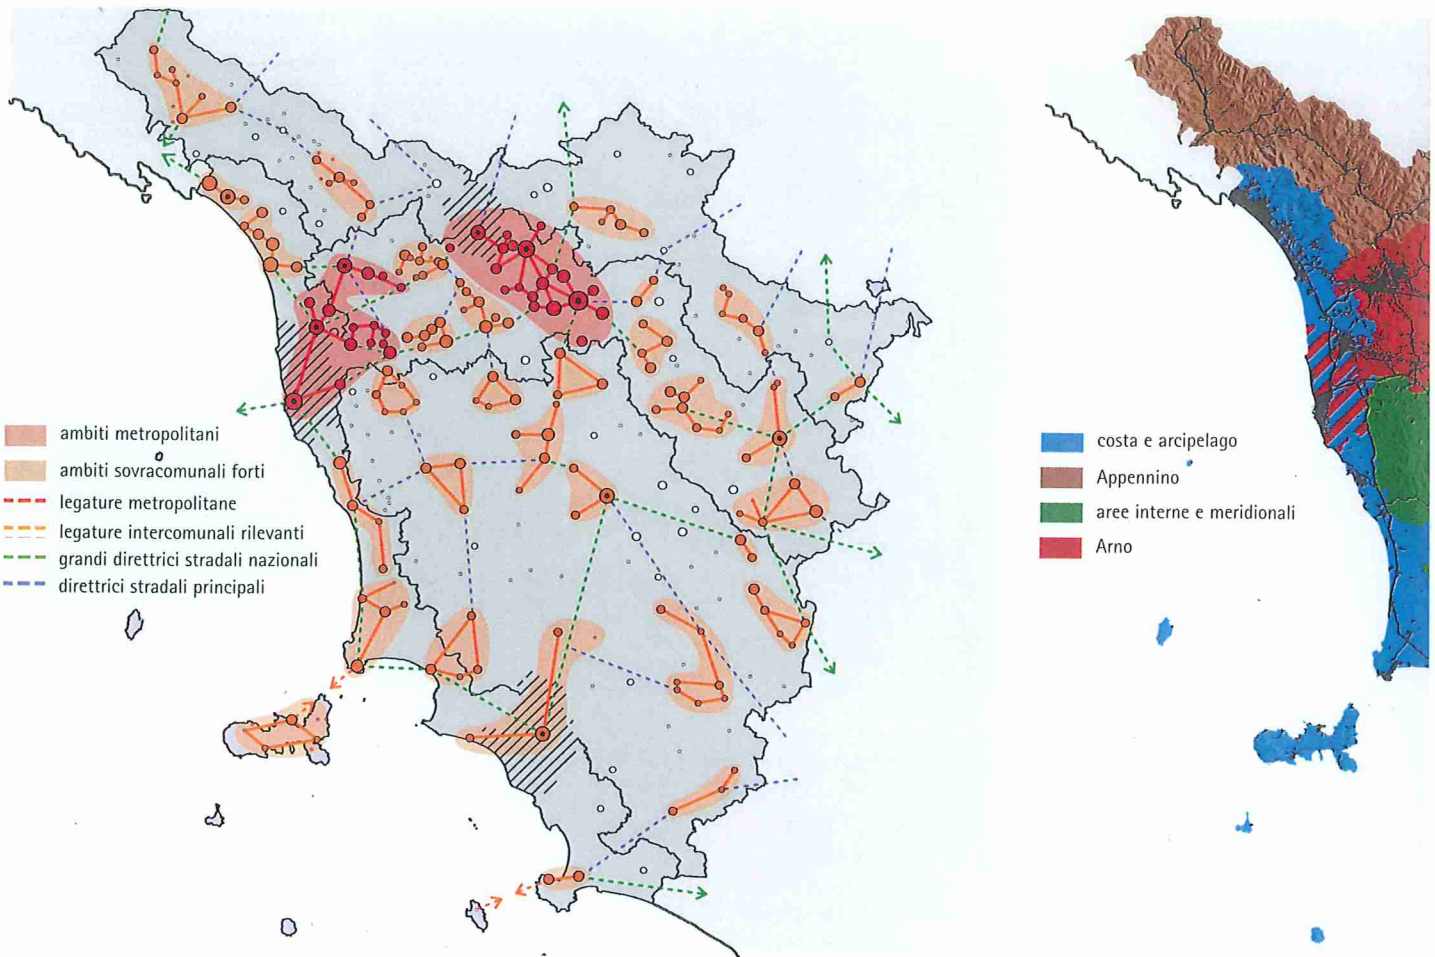 ambiti metropolitani
ambiti sovracomunali forti
legature metropolitane
legature intercomunali rilevanti
grandi direttrici stradali nazionali
direttrici stradali principali
costa e arcipelago
Appennino
aree interne e meridionali
Arno